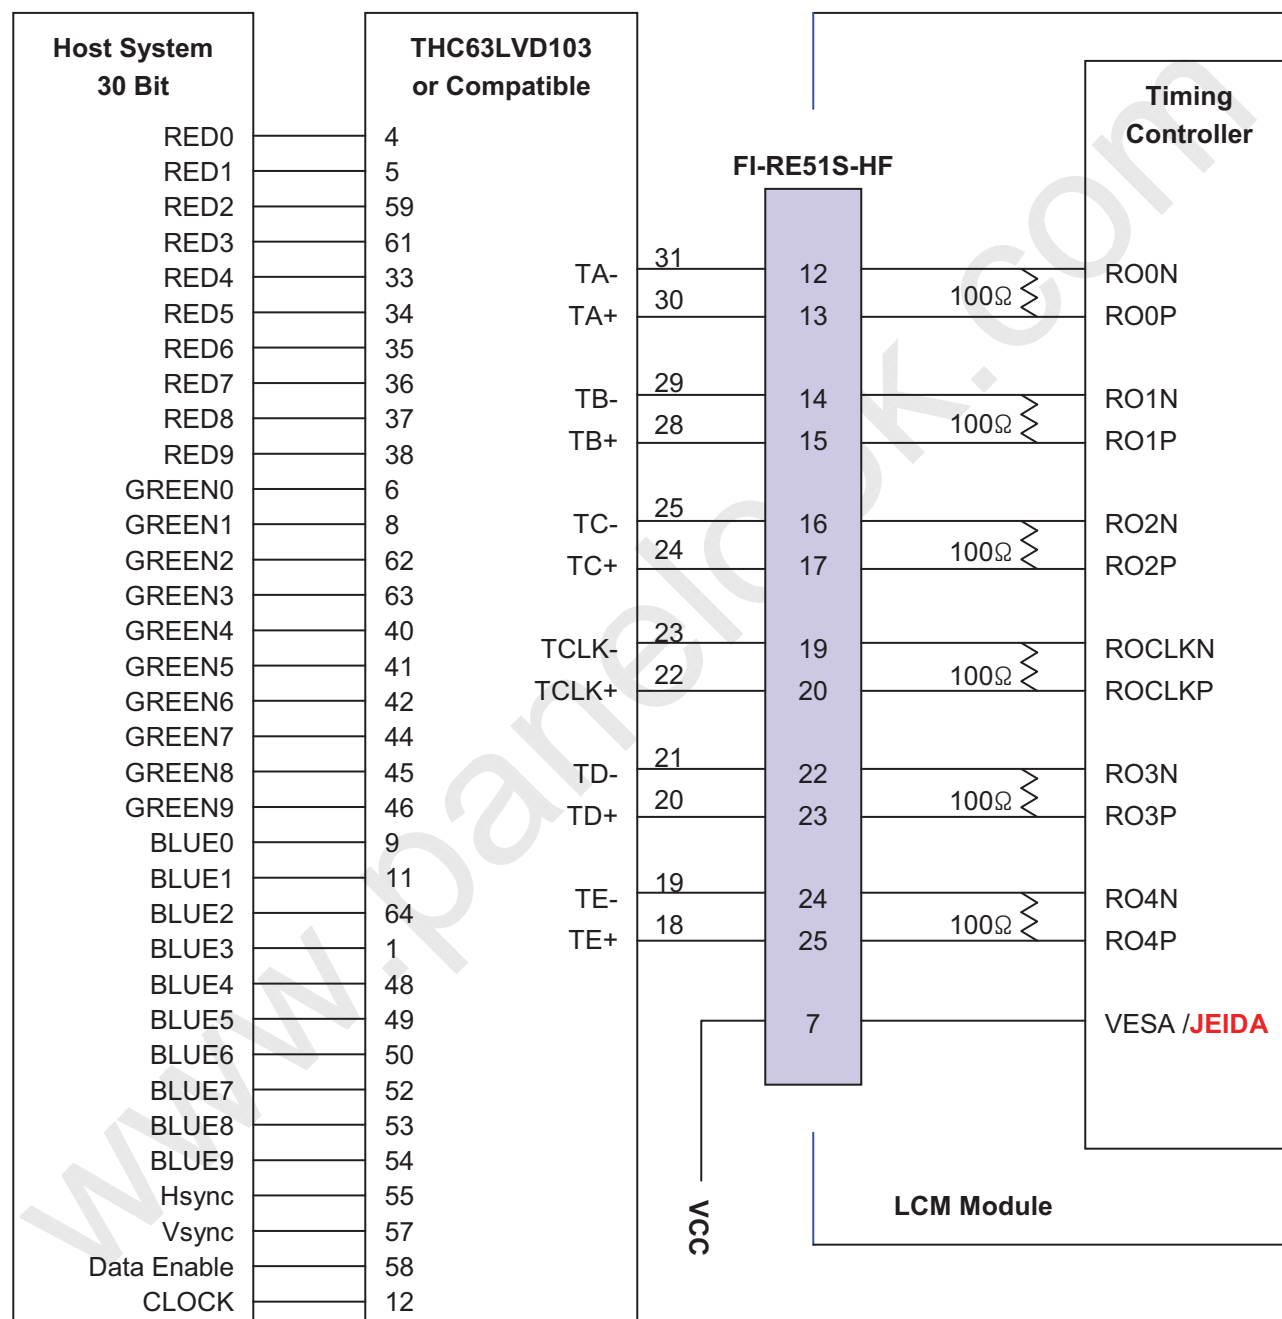 Host System
30 Bit
RED0
RED1
RED2
RED3
RED4
RED5
RED6
RED7
RED8
RED9
GREEN0
GREEN1
GREEN2
GREEN3
GREEN4
GREEN5
GREEN6
GREEN7
GREEN8
GREEN9
BLUE0
BLUE1
BLUE2
BLUE3
BLUE4
BLUE5
BLUE6
BLUE7
BLUE8
BLUE9
Hsync
Vsync
Data Enable
CLOCK
THC63LVD103
or Compatible
4
5
59
61
33
34
35
36
37
38
6
8
62
63
40
41
42
44
45
46
9
11
64
1
48
49
50
52
53
54
55
57
58
12
TA-
TA+
TB-
TB+
TC-
TC+
TCLK-
TCLK+
TD-
TD+
TE-
TE+
31
30
29
28
25
24
23
22
21
20
19
18
VCC
FI-RE51S-HF
12
13
14
15
16
17
19
20
22
23
24
25
7
100Ω
100Ω
100Ω
100Ω
100Ω
100Ω
Timing
Controller
RO0N
RO0P
RO1N
RO1P
RO2N
RO2P
ROCLKN
ROCLKP
RO3N
RO3P
RO4N
RO4P
VESA /JEIDA
LCM Module
www.panelook.com